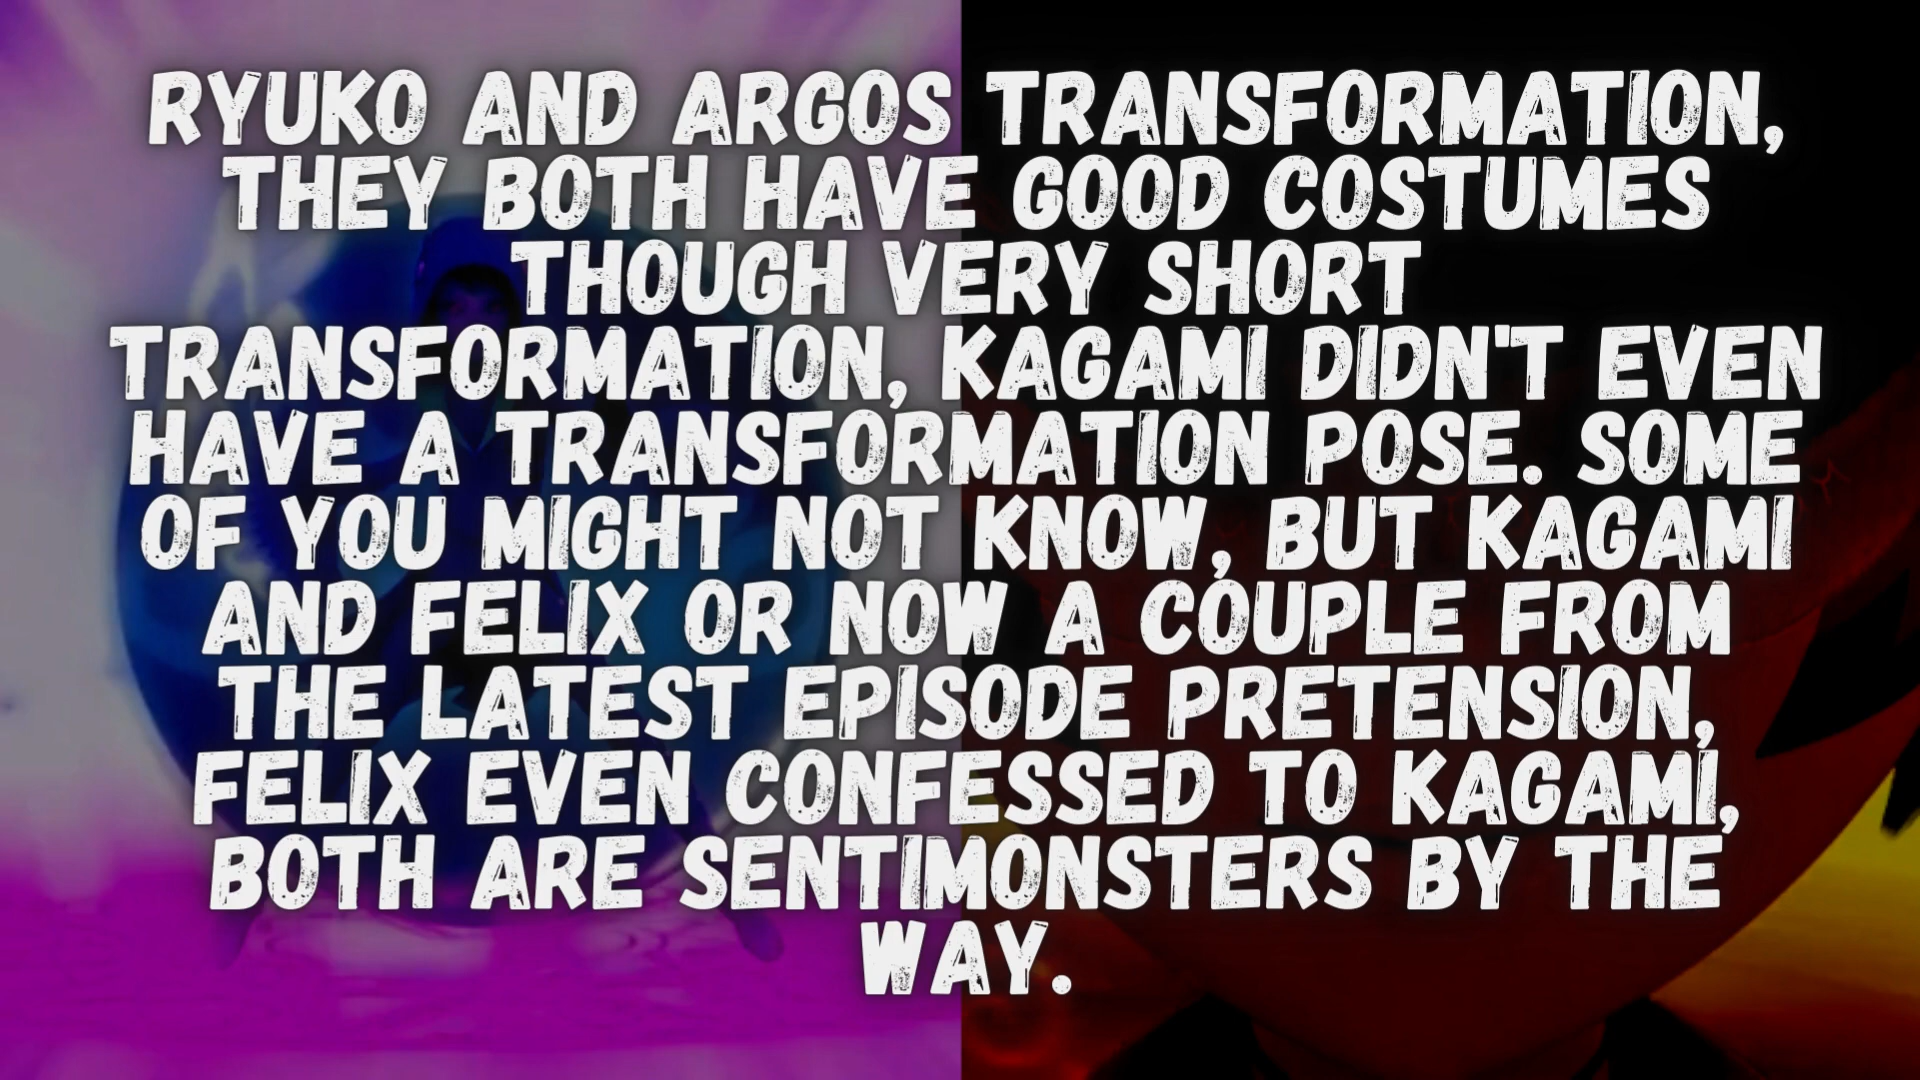 RYUKO AND ARGOS TRANSFORMATION,
THEY BOTH HAVE GOOD COSTUMES
THOUGH VERY SHORT
TRANSFORMATION, KAGAMI DIDN'T EVEN
HAVE A TRANSFORMATION POSE. SOME
OF YOU MIGHT NOT KNOW, BUT KAGAMI
AND FELIX OR NOW A COUPLE FROM
THE LATEST EPISODE PRETENSION,
FELIX EVEN CONFESSED TO KAGAMI,
BOTH ARE SENTIMONSTERS BY THE
WAY.